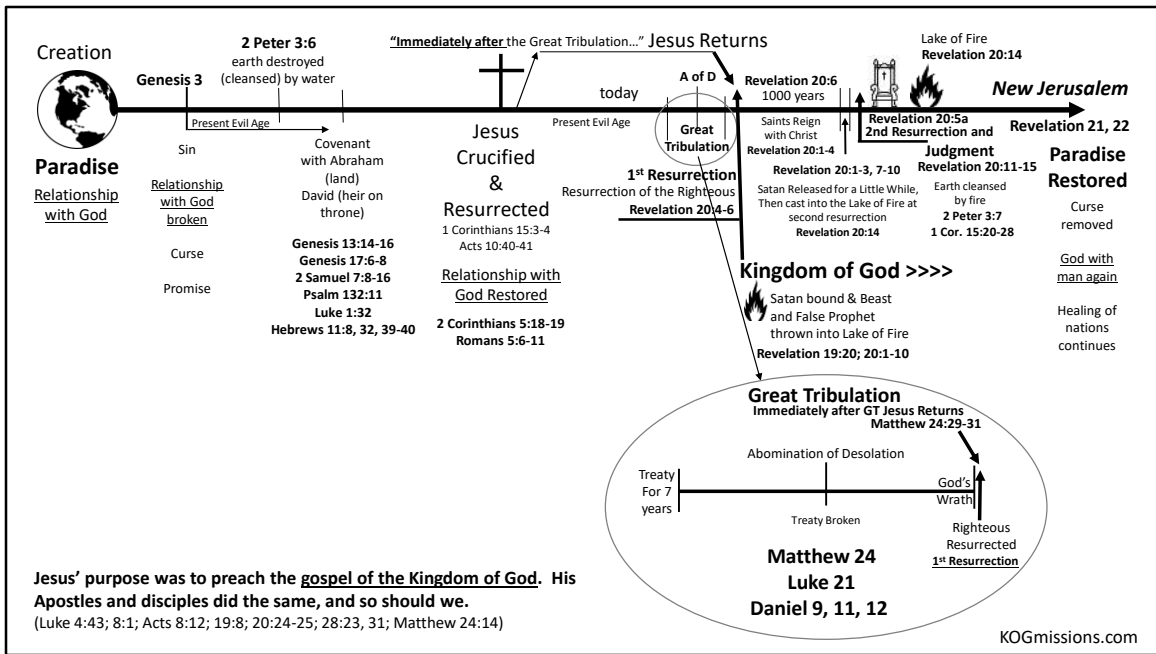 Creation
Paradise
Relationship
with God
Genesis 3
Present Evil Age
Sin
Relationship
with God
broken
Curse
Promise
2 Peter 3:6
earth destroyed
(cleansed) by water
Covenant
with Abraham
(land)
David (heir on
throne)
Genesis 13:14-16
Genesis 17:6-8
2 Samuel 7:8-16
Psalm 132:11
Luke 1:32
Hebrews 11:8, 32, 39-40
“Immediately after the Great Tribulation…” Jesus Returns
Jesus
Crucified
&
Resurrected
1 Corinthians 15:3-4
Acts 10:40-41
Relationship with
God Restored
2 Corinthians 5:18-19
Romans 5:6-11
today
Present Evil Age
A of D
Great
Tribulation
1st Resurrection
Resurrection of the Righteous
Revelation 20:4-6
Revelation 20:6
1000 years
Saints Reign
with Christ
Revelation 20:1-4
Revelation 20:1-3, 7-10
Satan Released for a Little While,
Then cast into the Lake of Fire at
second resurrection
Revelation 20:14
Kingdom of God >>>>
Satan bound & Beast
and False Prophet
thrown into Lake of Fire
Revelation 19:20; 20:1-10
Lake of Fire
Revelation 20:14
Revelation 20:5a
2nd Resurrection and
Judgment
Revelation 20:11-15
Earth cleansed
by fire
2 Peter 3:7
1 Cor. 15:20-28
New Jerusalem
Revelation 21, 22
Paradise
Restored
Curse
removed
God with
man again
Healing of
nations
continues
Great Tribulation
Immediately after GT Jesus Returns
Matthew 24:29-31
Abomination of Desolation
Treaty
For 7
years
God’s
Wrath
Treaty Broken
Righteous
Resurrected
1st Resurrection
Matthew 24
Luke 21
Daniel 9, 11, 12
Jesus’ purpose was to preach the gospel of the Kingdom of God. His
Apostles and disciples did the same, and so should we.
(Luke 4:43; 8:1; Acts 8:12; 19:8; 20:24-25; 28:23, 31; Matthew 24:14)
KOGmissions.com